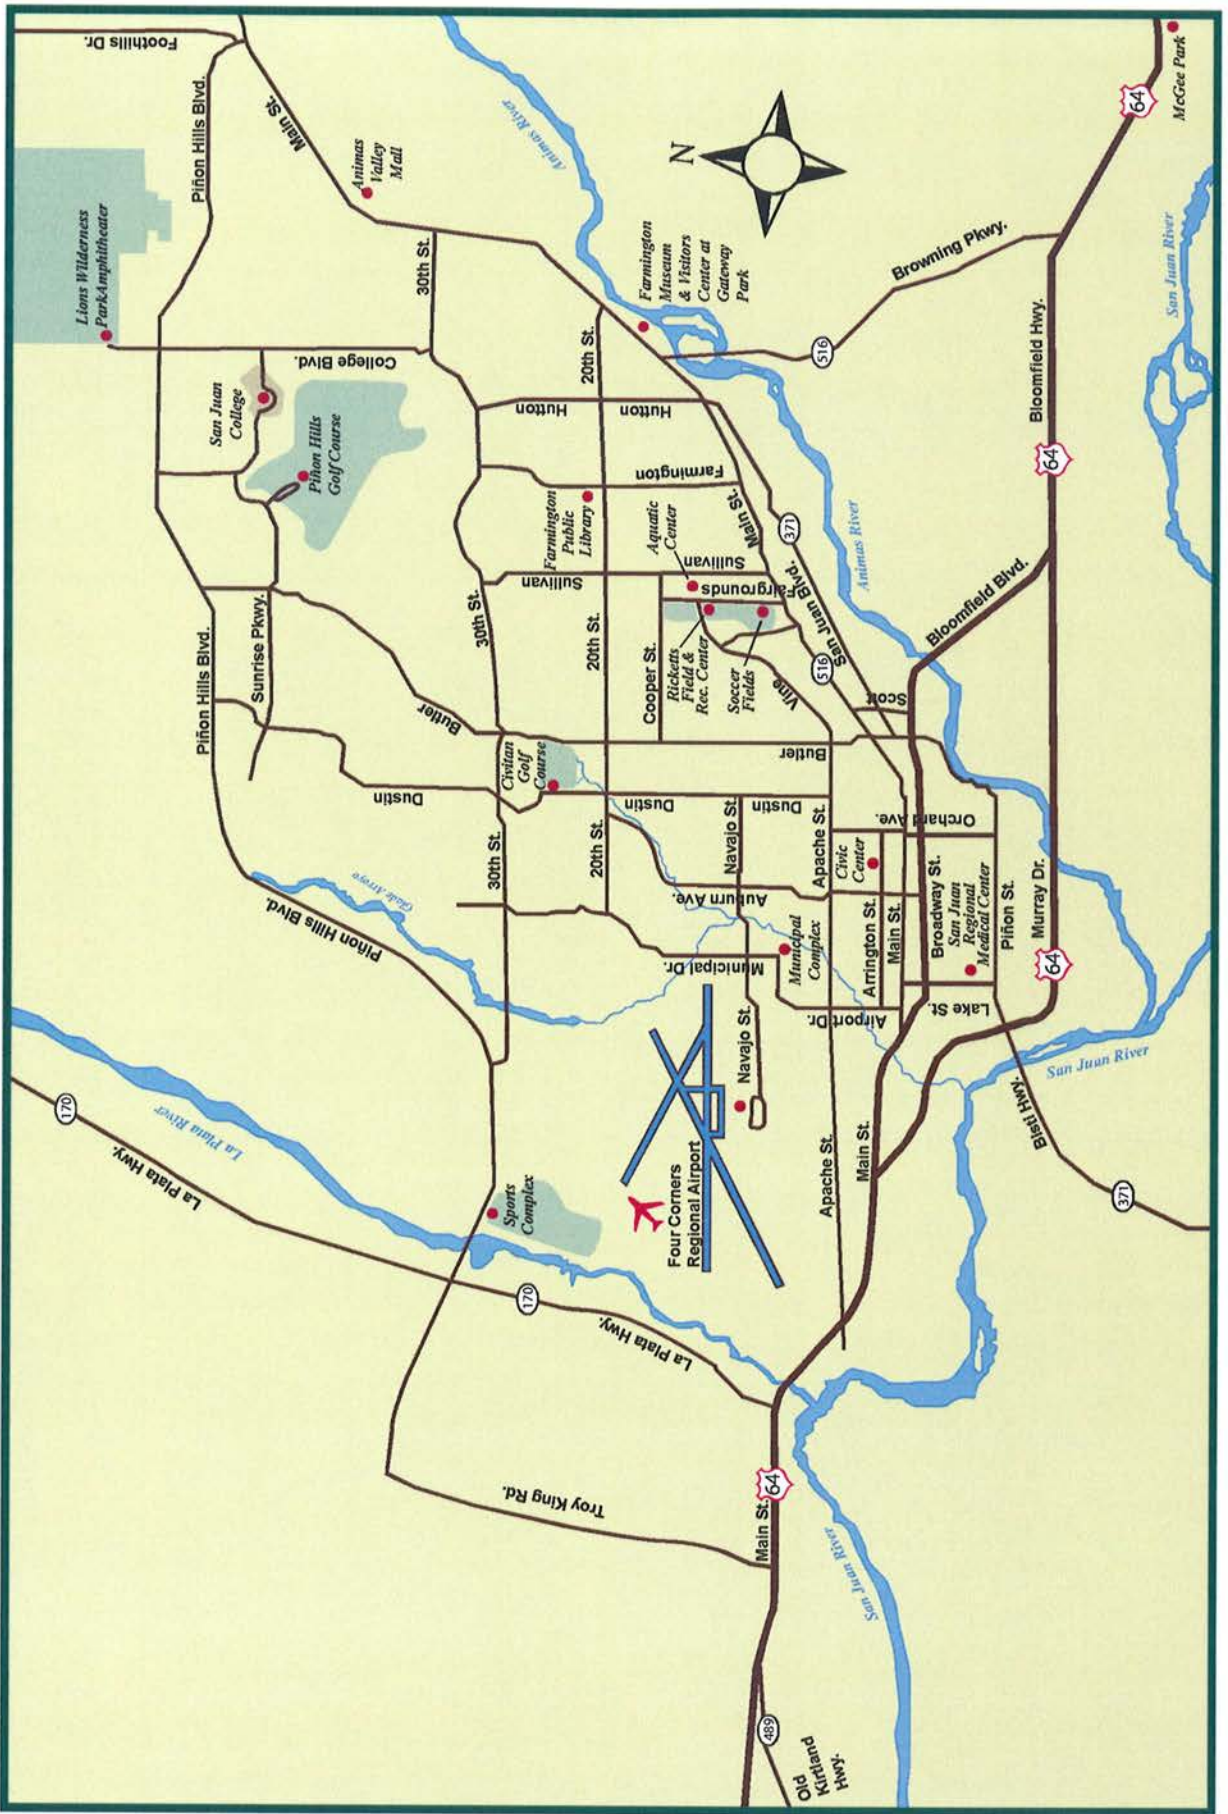 Foothills Dr.
Piñon Hills Blvd.
Main St.
Lions Wilderness
ParkAmphitheater
Animas
Valley
Mall
Animas River
N
64
McGee Park
San Juan River
Browning Pkwy.
Bloomfield Hwy.
516
Farmington
Museum
& Visitors
Center at
Gateway
Park
30th St.
20th St.
College Blvd.
San Juan
College
Piñon Hills
Golf Course
Hutton
Hutton
Farmington
Farmington
Public
Library
Aquatic
Center
Main St.
371
64
Animas River
Sullivan
Sullivan
Fairgrounds
San Juan Blvd.
Bloomfield Blvd.
30th St.
20th St.
Cooper St.
Ricketts
Field &
Rec. Center
Soccer
Fields
Vine
516
Scott
Piñon Hills Blvd.
Sunrise Pkwy.
Butler
Butler
Civitan
Golf
Course
Dustin
Dustin
Dustin
Navajo St.
Apache St.
Orchard Ave.
Civic
Center
30th St.
20th St.
Auburn Ave.
Glade Arroyo
Piñon Hills Blvd.
Municipal Dr.
Municipal
Complex
Arrington St.
Main St.
Broadway St.
San Juan
Regional
Medical Center
Piñon St.
Murray Dr.
64
Airport Dr.
Lake St.
Navajo St.
San Juan River
Bisti Hwy.
371
170
La Plata River
La Plata Hwy.
Sports
Complex
Four Corners
Regional Airport
Apache St.
Main St.
170
La Plata Hwy.
Troy King Rd.
Main St.
64
San Juan River
489
Old
Kirtland
Hwy.